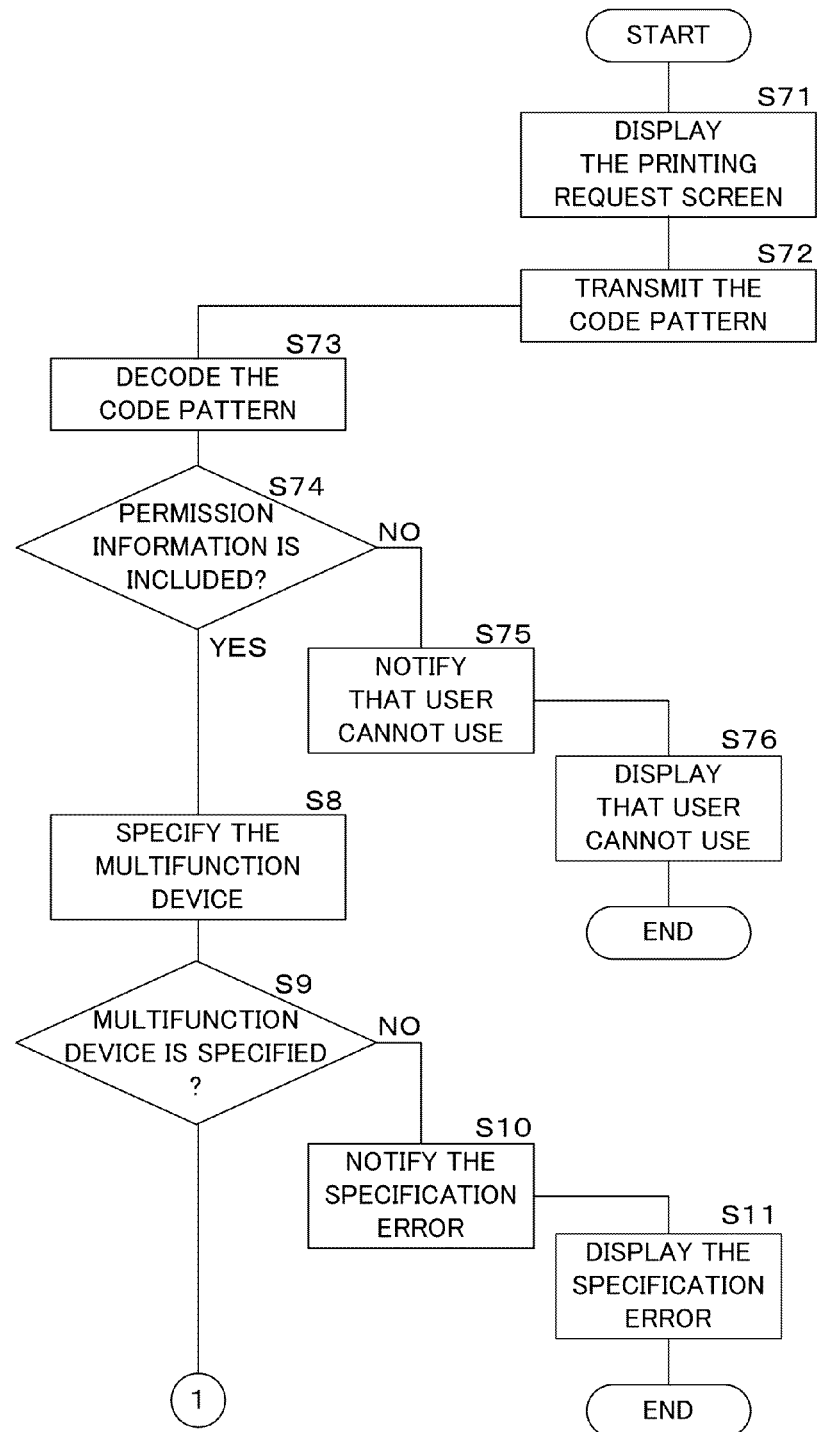 START
S71
DISPLAY
THE PRINTING
REQUEST SCREEN
S72
TRANSMIT THE
CODE PATTERN
S73
DECODE THE
CODE PATTERN
S74
PERMISSION
INFORMATION IS
INCLUDED?
NO
YES
S75
NOTIFY
THAT USER
CANNOT USE
S76
DISPLAY
THAT USER
CANNOT USE
END
S8
SPECIFY THE
MULTIFUNCTION
DEVICE
S9
MULTIFUNCTION
DEVICE IS SPECIFIED
?
NO
S10
NOTIFY THE
SPECIFICATION
ERROR
S11
DISPLAY THE
SPECIFICATION
ERROR
END
1